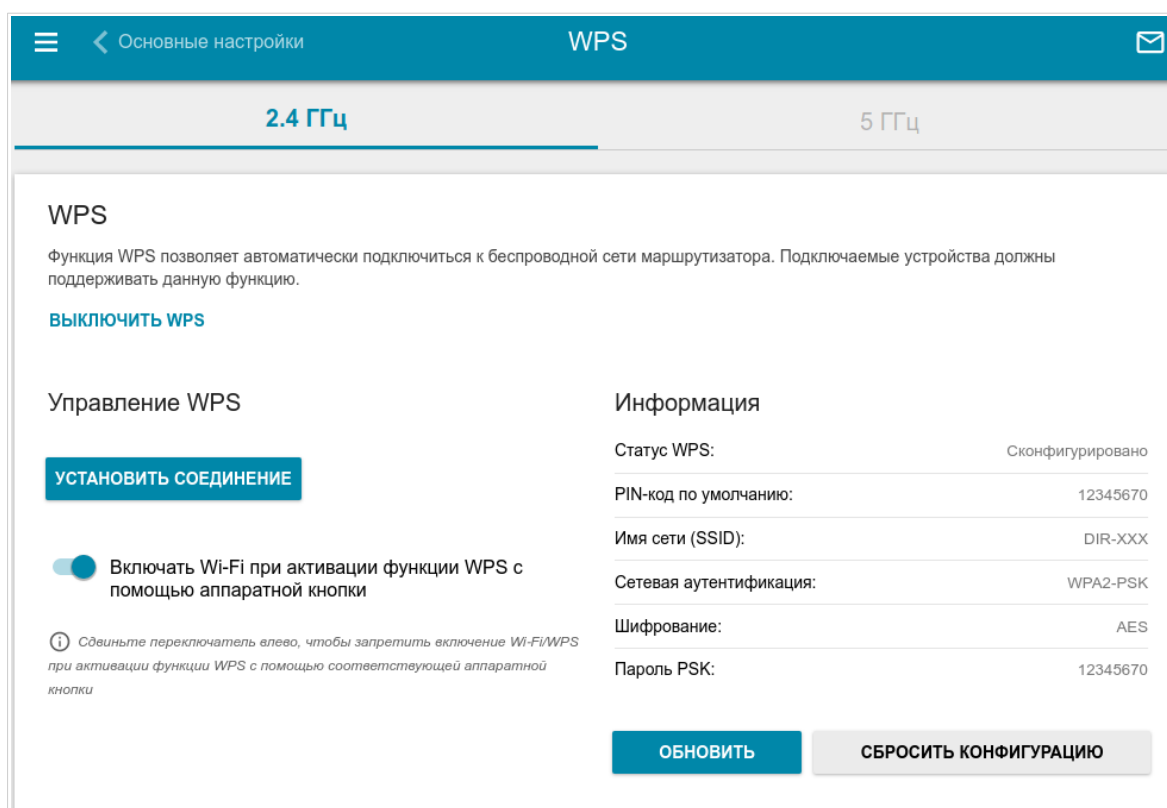 Основные настройки
WPS
2.4 ГГц
5 ГГц
WPS
Функция WPS позволяет автоматически подключиться к беспроводной сети маршрутизатора. Подключаемые устройства должны
поддерживать данную функцию.
ВЫКЛЮЧИТЬ WPS
Управление WPS
УСТАНОВИТЬ СОЕДИНЕНИЕ
Включать Wi-Fi при активации функции WPS с
помощью аппаратной кнопки
Сдвиньте переключатель влево, чтобы запретить включение Wi-Fi/WPS
при активации функции WPS с помощью соответствующей аппаратной
кнопки
Информация
Статус WPS: Сконфигурировано
PIN-код по умолчанию: 12345670
Имя сети (SSID): DIR-XXX
Сетевая аутентификация: WPA2-PSK
Шифрование: AES
Пароль PSK: 12345670
ОБНОВИТЬ
СБРОСИТЬ КОНФИГУРАЦИЮ